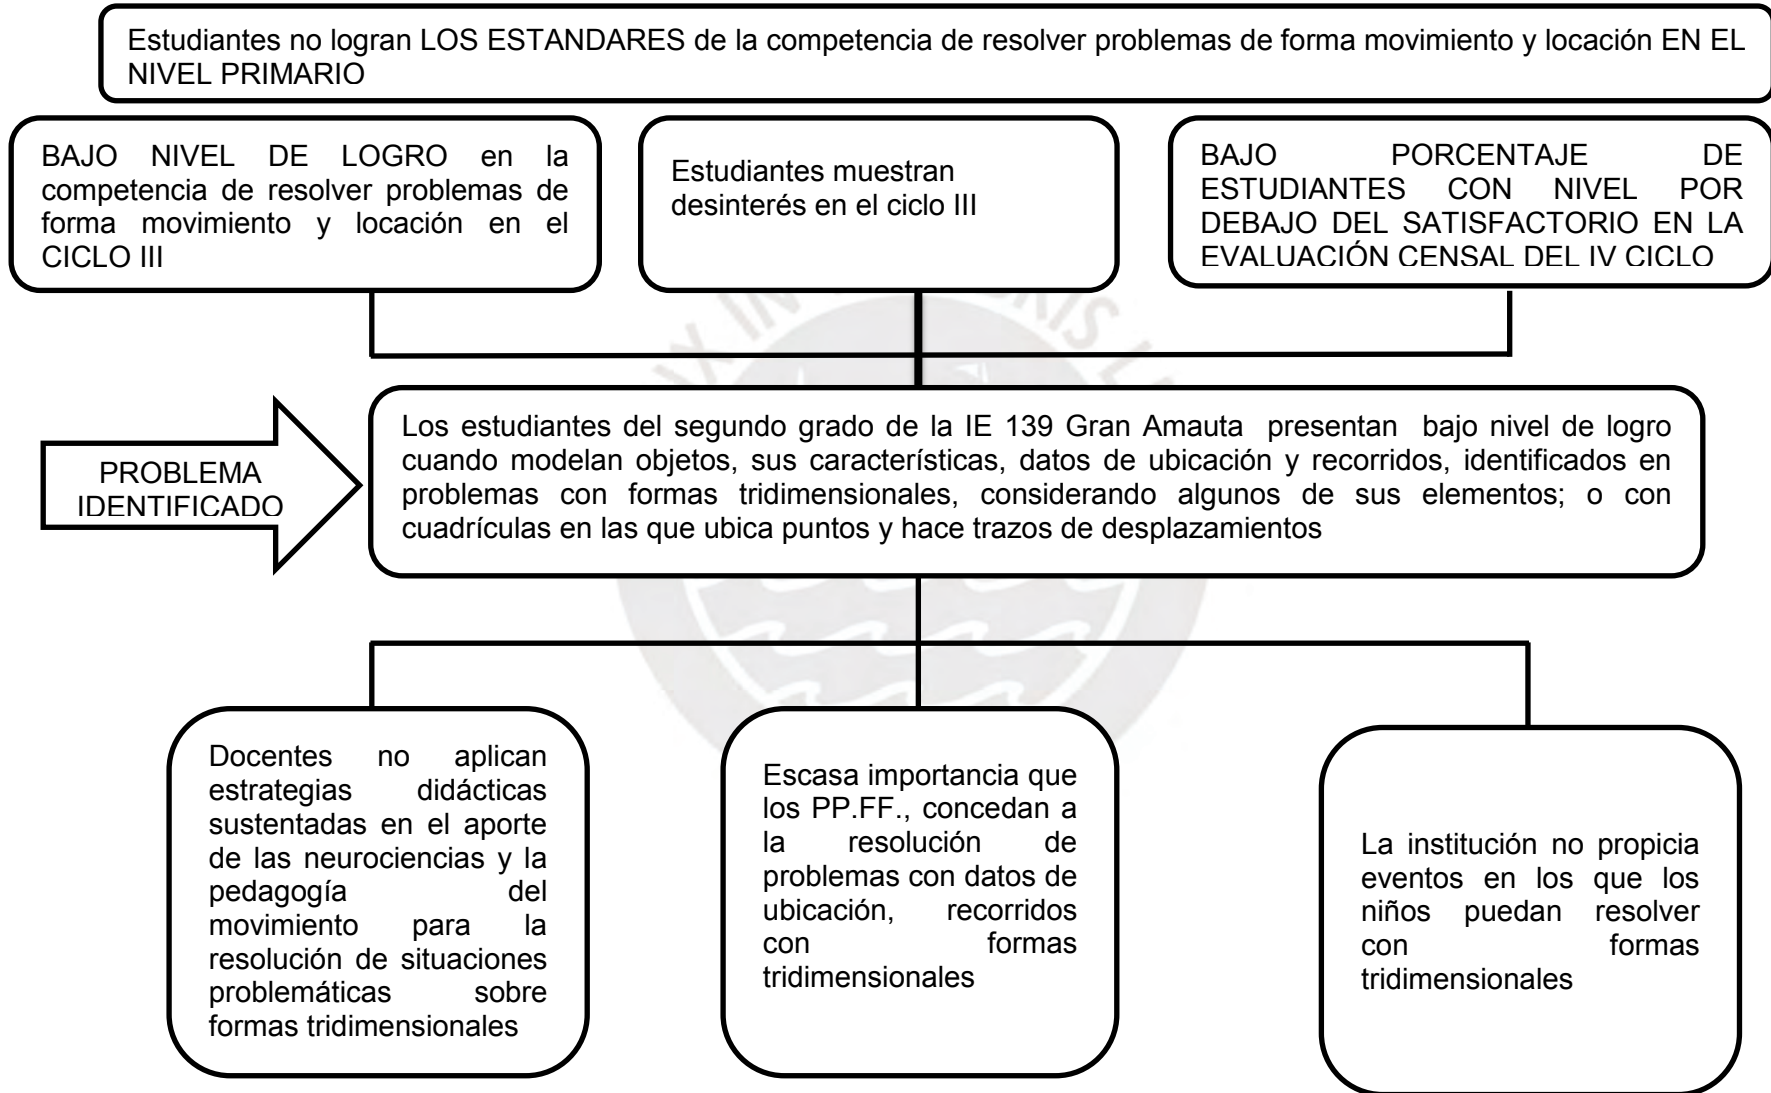 Estudiantes no logran LOS ESTANDARES de la competencia de resolver problemas de forma movimiento y locación EN EL
NIVEL PRIMARIO
BAJO NIVEL DE LOGRO en la
competencia de resolver problemas de
forma movimiento y locación en el
CICLO III
Estudiantes muestran
desinterés en el ciclo III
BAJO PORCENTAJE DE
ESTUDIANTES CON NIVEL POR
DEBAJO DEL SATISFACTORIO EN LA
EVALUACIÓN CENSAL DEL IV CICLO
PROBLEMA
IDENTIFICADO
Los estudiantes del segundo grado de la IE 139 Gran Amauta presentan bajo nivel de logro
cuando modelan objetos, sus características, datos de ubicación y recorridos, identificados en
problemas con formas tridimensionales, considerando algunos de sus elementos; o con
cuadrículas en las que ubica puntos y hace trazos de desplazamientos
Docentes no aplican
estrategias didácticas
sustentadas en el aporte
de las neurociencias y la
pedagogía del
movimiento para la
resolución de situaciones
problemáticas sobre
formas tridimensionales
Escasa importancia que
los PP.FF., concedan a
la resolución de
problemas con datos de
ubicación, recorridos
con formas
tridimensionales
La institución no propicia
eventos en los que los
niños puedan resolver
con formas
tridimensionales